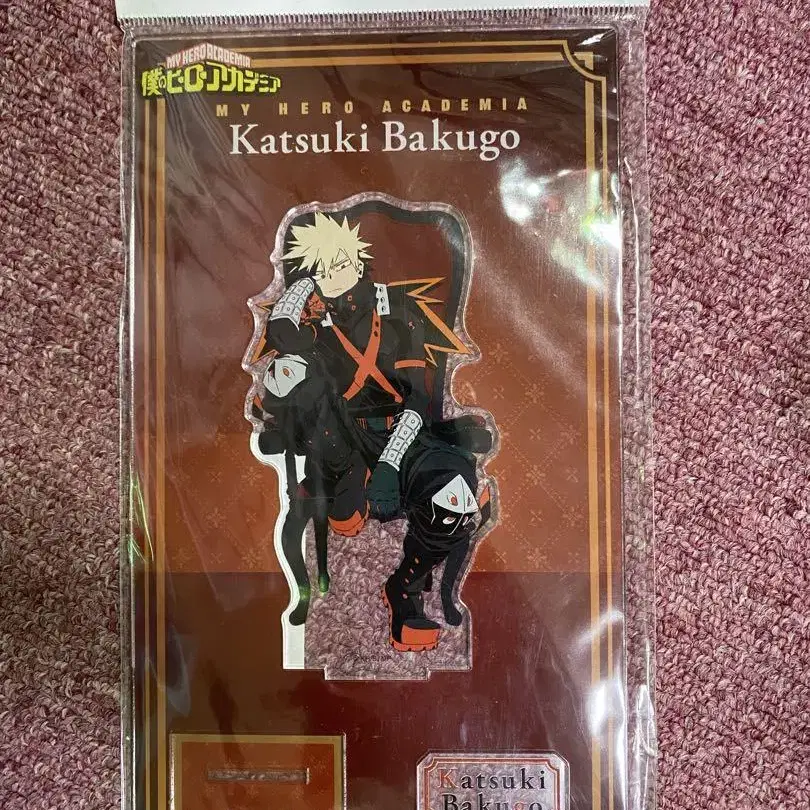 MY HERO ACADEMIA
僕のヒーローアカデミア
MY HERO ACADEMIA
Katsuki Bakugo
Katsuki
Bakugo